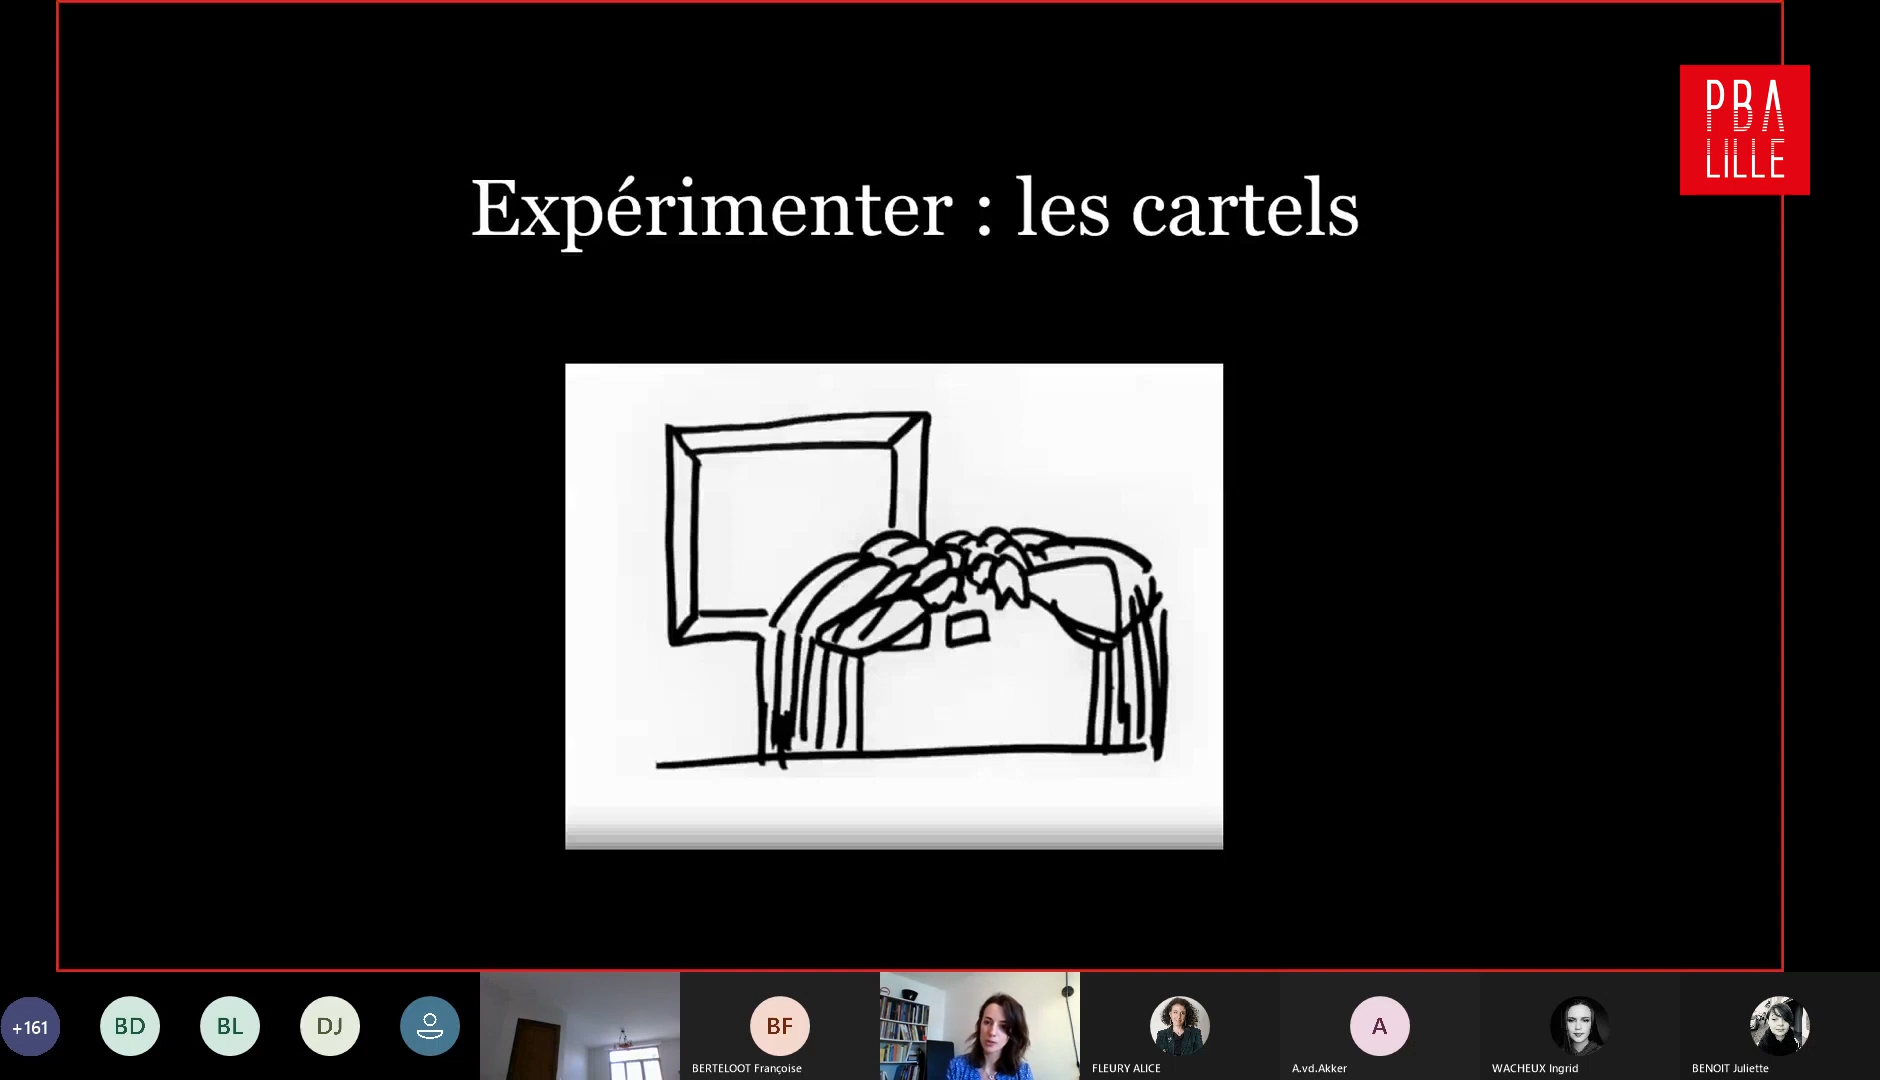 PBA
LILLE
Expérimenter : les cartels
+161
BD
BL
DJ
BF
BERTELOOT Françoise
FLEURY ALICE
A
A.vd.Akker
WACHEUX Ingrid
BENOIT Juliette